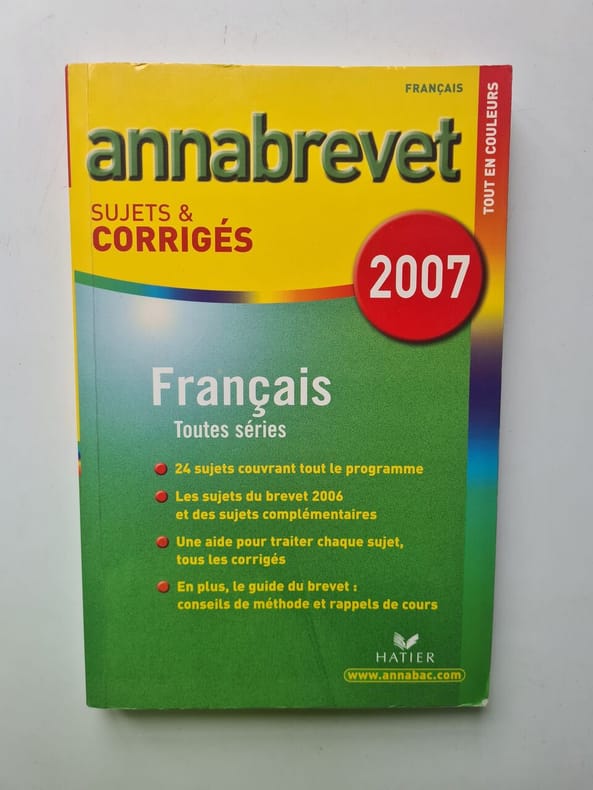 FRANÇAIS
TOUT EN COULEURS
annabrevet
SUJETS &
CORRIGÉS
2007
Français
Toutes séries
24 sujets couvrant tout le programme
Les sujets du brevet 2006
et des sujets complémentaires
Une aide pour traiter chaque sujet,
tous les corrigés
En plus, le guide du brevet :
conseils de méthode et rappels de cours
HATIER
www.annabac.com